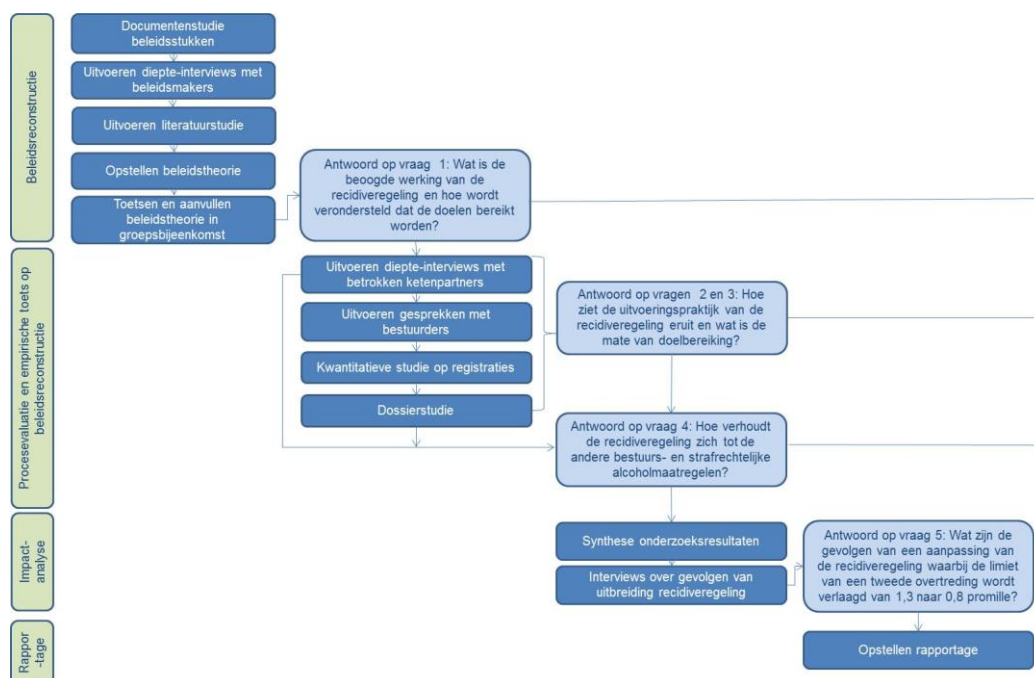 Beleidsreconstructie
Documentenstudie
beleidsstukken
Uitvoeren diepte-interviews met
beleidsmakers
Uitvoeren literatuurstudie
Opstellen beleidstheorie
Toetsen en aanvullen
beleidstheorie in
groepsbijeenkomst
Antwoord op vraag 1: Wat is de
beoogde werking van de
recidiveregeling en hoe wordt
verondersteld dat de doelen bereikt
worden?
Procesevaluatie en empirische toets op
beleidsreconstructie
Uitvoeren diepte-interviews met
betrokken ketenpartners
Uitvoeren gesprekken met
bestuurders
Kwantitatieve studie op registraties
Dossierstudie
Antwoord op vragen 2 en 3: Hoe
ziet de uitvoeringspraktijk van de
recidiveregeling eruit en wat is de
mate van doelbereiking?
Antwoord op vraag 4: Hoe verhoudt
de recidiveregeling zich tot de
andere bestuurs- en strafrechtelijke
alcoholmaatregelen?
Impact-
analyse
Synthese onderzoeksresultaten
Interviews over gevolgen van
uitbreiding recidiveregeling
Antwoord op vraag 5: Wat zijn de
gevolgen van een aanpassing van
de recidiveregeling waarbij de limiet
van een tweede overtreding wordt
verlaagd van 1,3 naar 0,8 promille?
Rappor
-tage
Opstellen rapportage